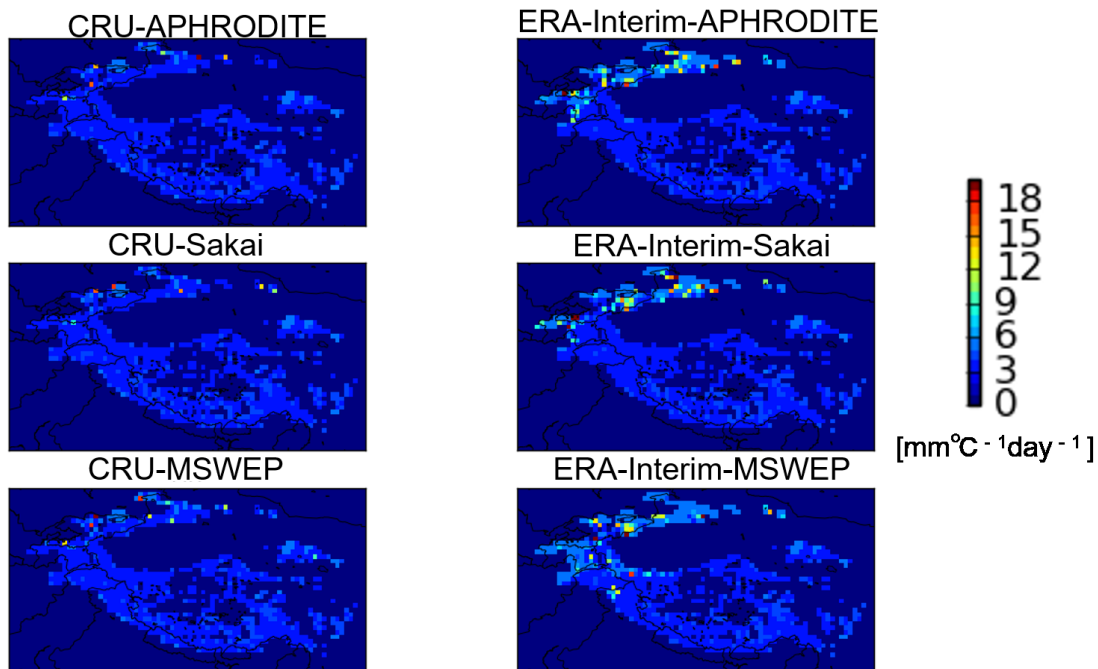 CRU-APHRODITE
ERA-Interim-APHRODITE
CRU-Sakai
ERA-Interim-Sakai
CRU-MSWEP
ERA-Interim-MSWEP
18
15
12
9
6
3
0
[mm°C⁻¹day⁻¹]